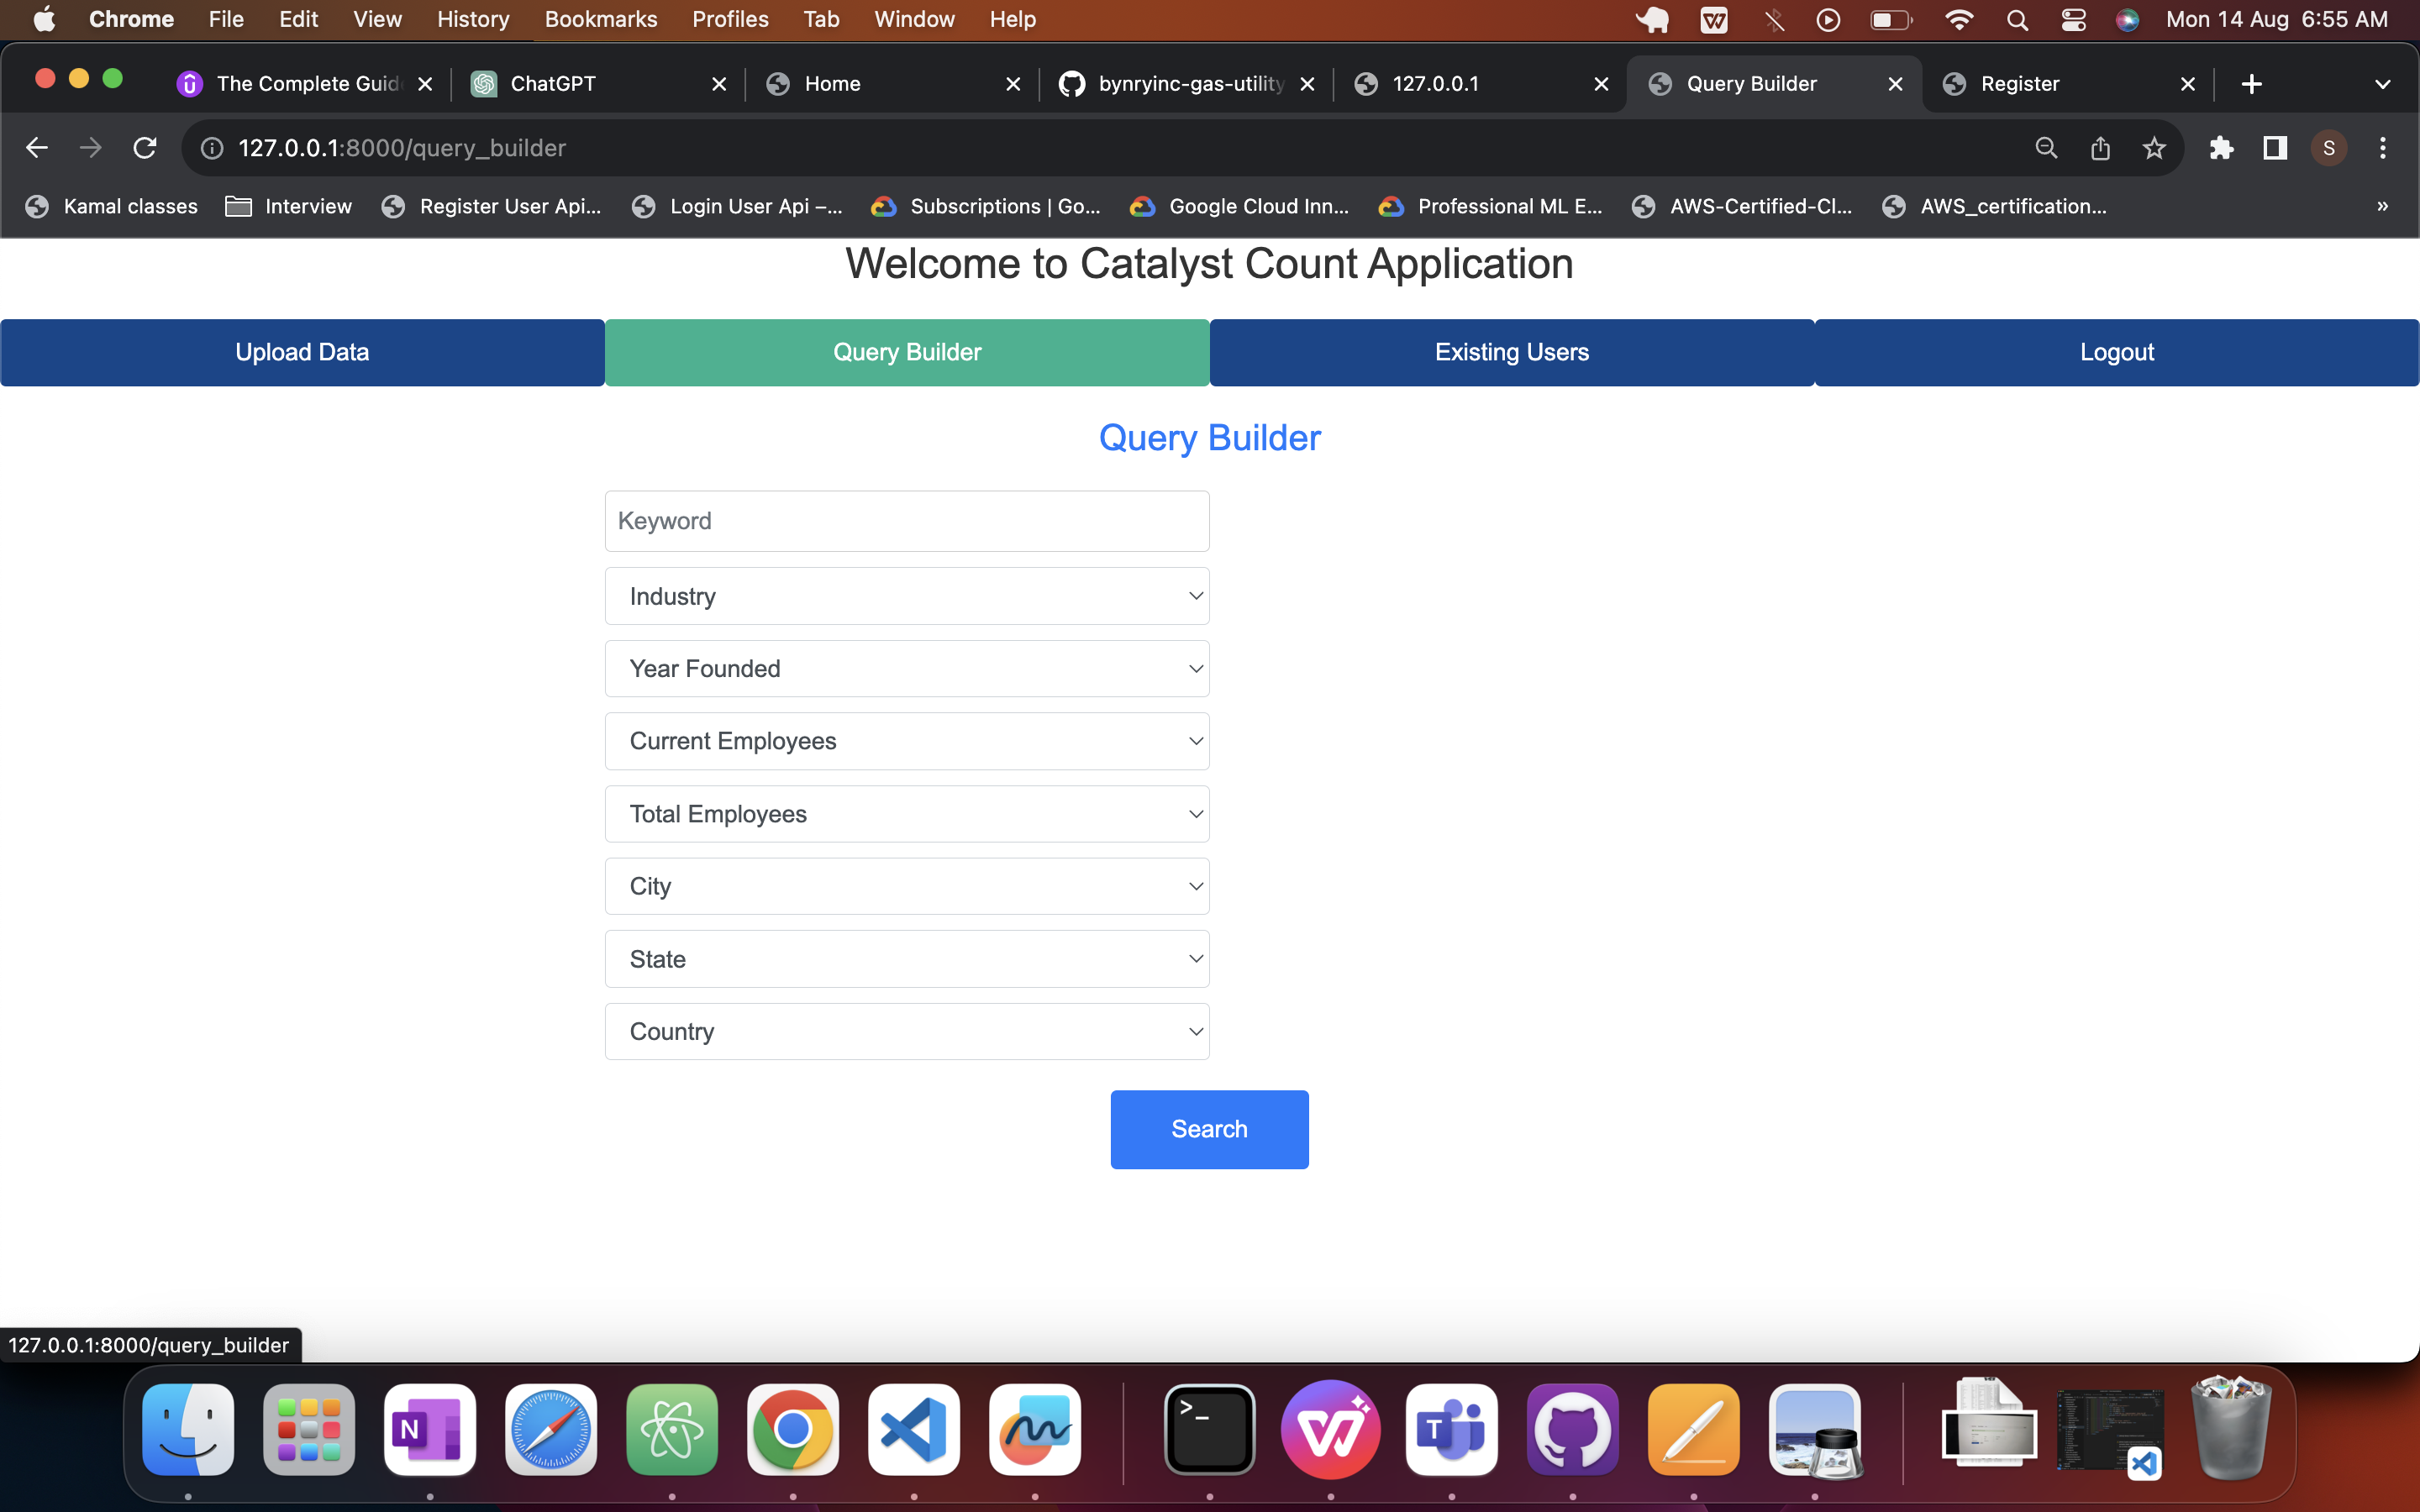 Chrome File Edit View History Bookmarks Profiles Tab Window Help Mon 14 Aug 6:55 AM
The Complete Guid ChatGPT Home bynryinc-gas-utility 127.0.0.1 Query Builder Register
127.0.0.1:8000/query_builder S
Kamal classes Interview Register User Api... Login User Api –... Subscriptions | Go... Google Cloud Inn... Professional ML E... AWS-Certified-Cl... AWS_certification... »
Welcome to Catalyst Count Application
Upload Data Query Builder Existing Users Logout
Query Builder
Keyword
Industry
Year Founded
Current Employees
Total Employees
City
State
Country
Search
127.0.0.1:8000/query_builder